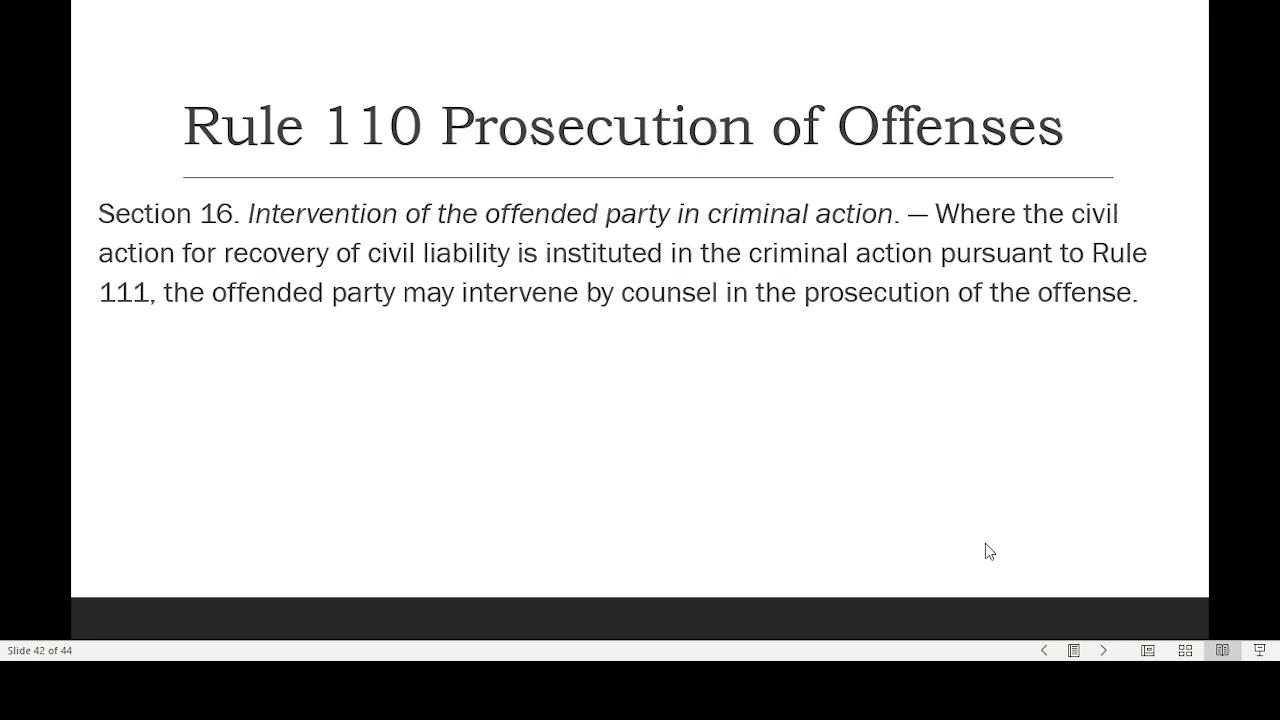 Rule 110 Prosecution of Offenses
Section 16. Intervention of the offended party in criminal action. — Where the civil
action for recovery of civil liability is instituted in the criminal action pursuant to Rule
111, the offended party may intervene by counsel in the prosecution of the offense.
Slide 42 of 44